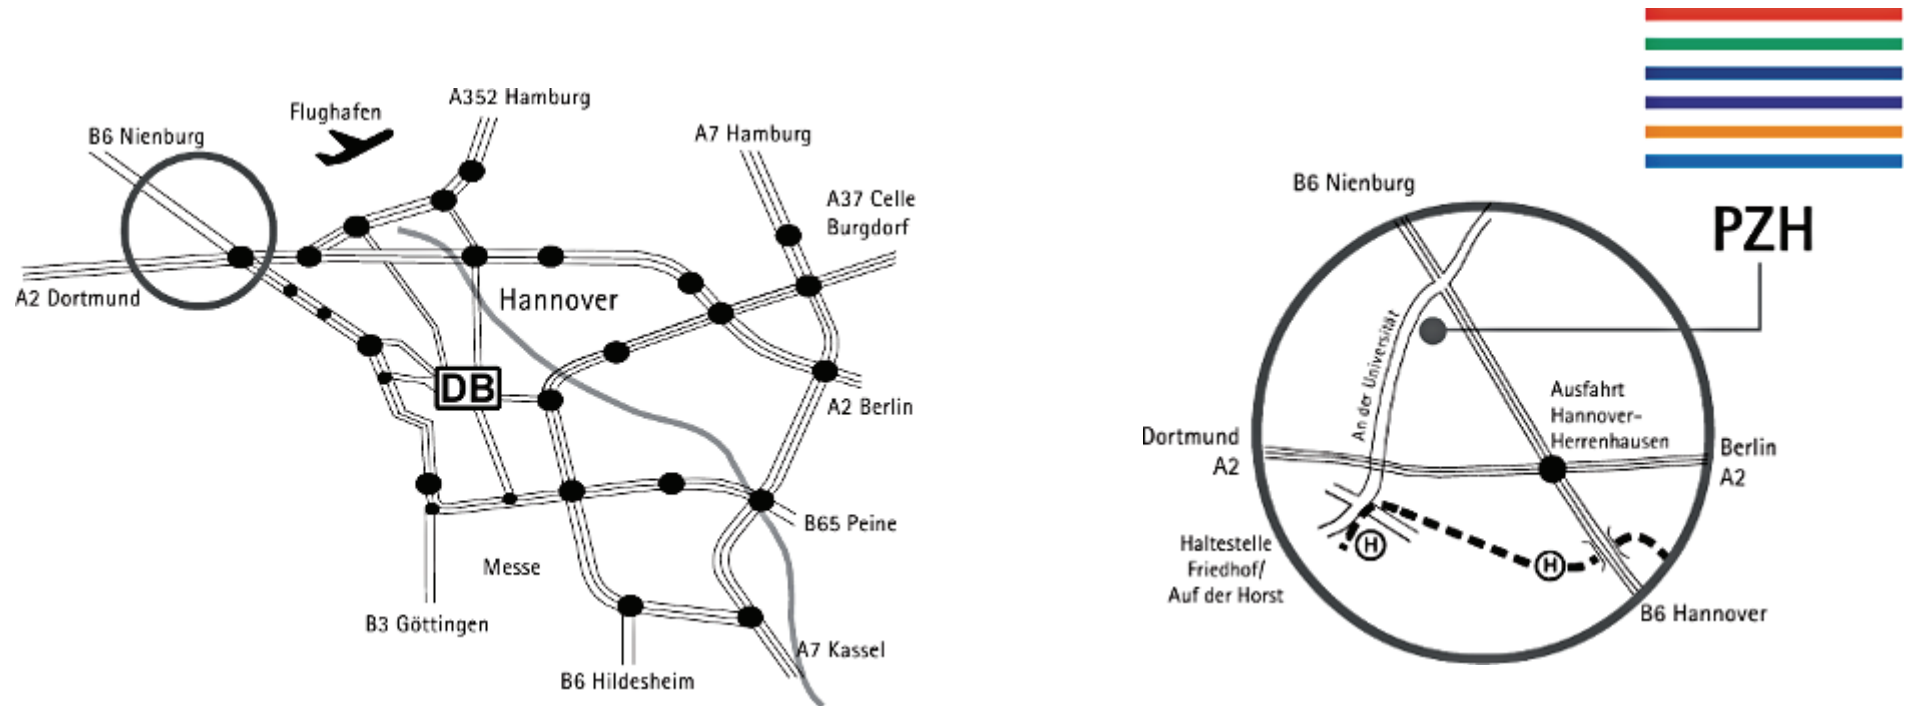 A352 Hamburg
Flughafen
B6 Nienburg
A7 Hamburg
A37 Celle
Burgdorf
A2 Dortmund
Hannover
DB
A2 Berlin
B65 Peine
Messe
B3 Göttingen
A7 Kassel
B6 Hildesheim
B6 Nienburg
PZH
An der Universität
Ausfahrt
Hannover-
Herrenhausen
Dortmund
A2
Berlin
A2
Haltestelle
Friedhof/
Auf der Horst
H
H
B6 Hannover